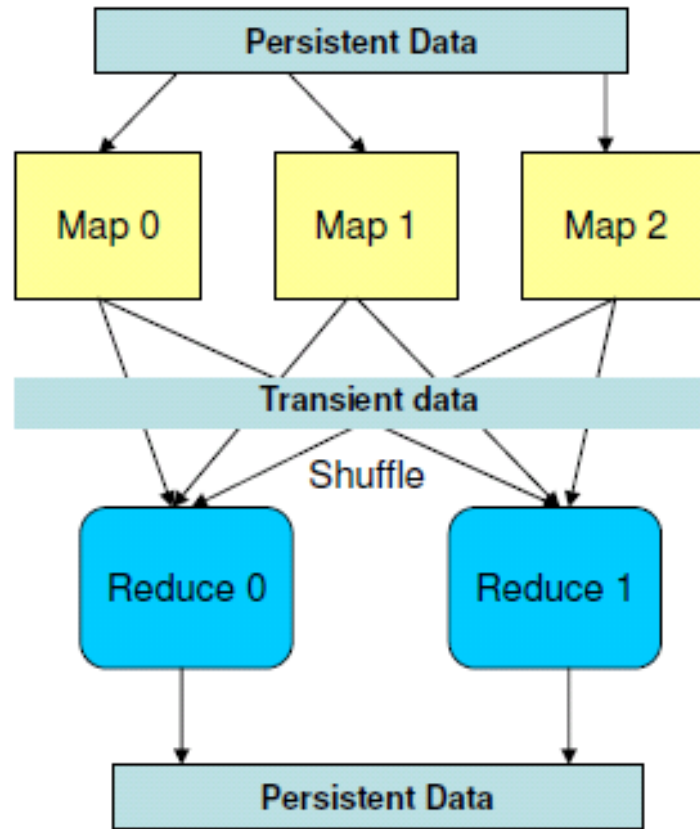 Persistent Data
Map 0
Map 1
Map 2
Transient data
Shuffle
Reduce 0
Reduce 1
Persistent Data